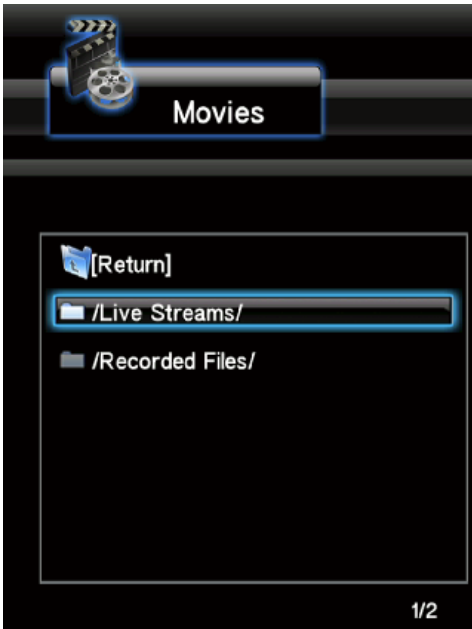 Movies
[Return]
/Live Streams/
/Recorded Files/
1/2